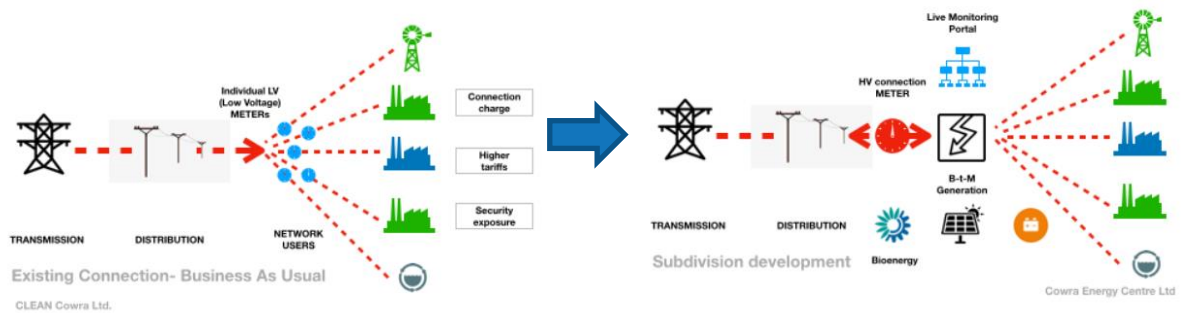 Individual LV
(Low Voltage)
METERs
Connection
charge
Higher
tariffs
Security
exposure
TRANSMISSION
DISTRIBUTION
NETWORK
USERS
Existing Connection- Business As Usual
CLEAN Cowra Ltd.
Live Monitoring
Portal
HV connection
METER
B-t-M
Generation
TRANSMISSION
DISTRIBUTION
Bioenergy
Subdivision development
Cowra Energy Centre Ltd